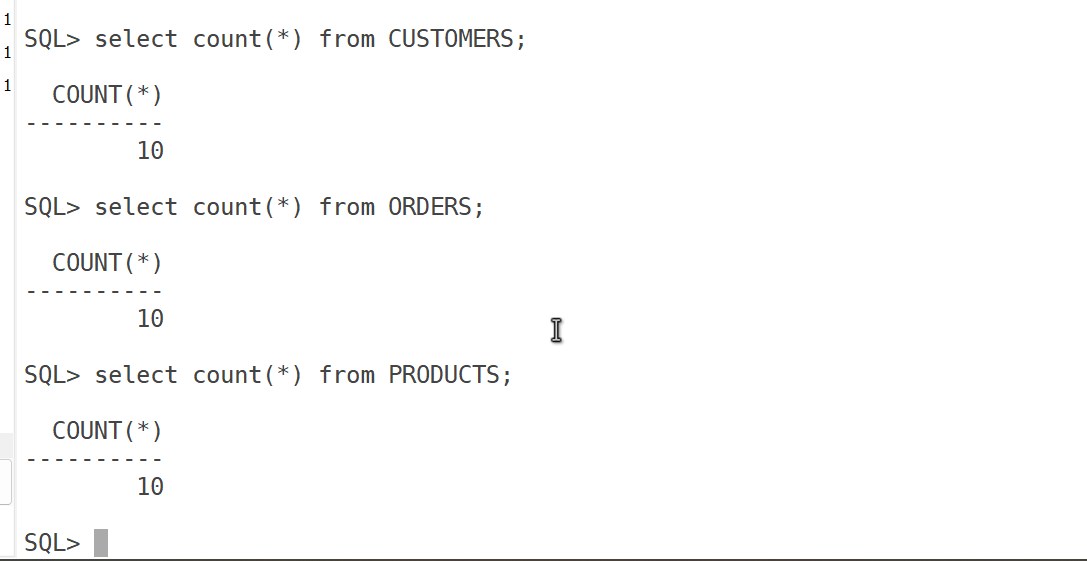 1
1
1
SQL> select count(*) from CUSTOMERS;
COUNT(*)
----------
10
SQL> select count(*) from ORDERS;
COUNT(*)
----------
10
SQL> select count(*) from PRODUCTS;
COUNT(*)
----------
10
SQL>